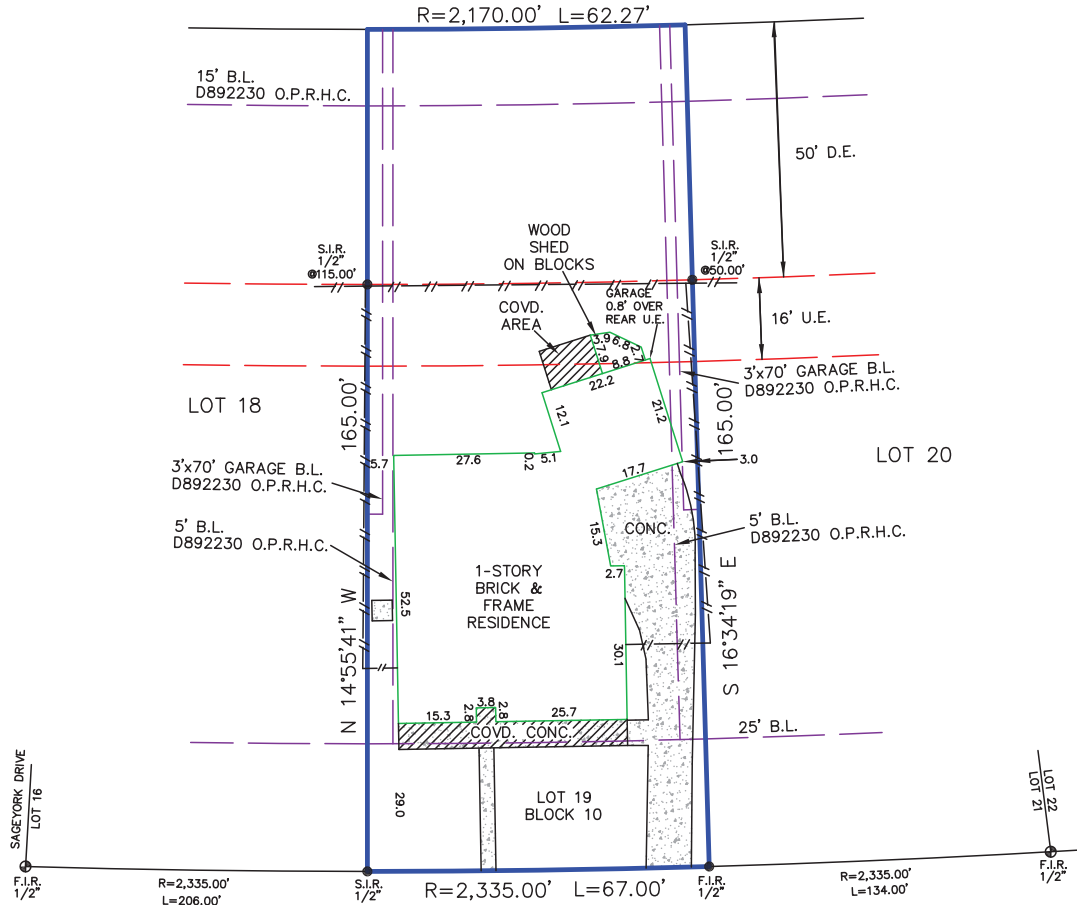 R=2,170.00' L=62.27'
15' B.L.
D892230 O.P.R.H.C.
50' D.E.
WOOD
SHED
ON BLOCKS
S.I.R.
1/2"
@115.00'
S.I.R.
1/2"
@50.00'
COVD.
AREA
GARAGE
0.8' OVER
REAR U.E.
16' U.E.
3.9
6.8
2.7
7.9
8.8
22.2
3'x70' GARAGE B.L.
D892230 O.P.R.H.C.
LOT 18
165.00'
12.1
21.2
165.00'
LOT 20
5.7
27.6
0.2
5.1
17.7
3.0
3'x70' GARAGE B.L.
D892230 O.P.R.H.C.
5' B.L.
D892230 O.P.R.H.C.
15.3
CONC.
5' B.L.
D892230 O.P.R.H.C.
2.7
1-STORY
BRICK &
FRAME
RESIDENCE
52.5
N 14°55'41" W
30.1
S 16°34'19" E
3.8
15.3
2.8
2.8
25.7
COVD. CONC.
25' B.L.
29.0
LOT 19
BLOCK 10
SAGEYORK DRIVE
LOT 16
LOT 22
LOT 21
F.I.R.
1/2"
R=2,335.00'
L=206.00'
S.I.R.
1/2"
R=2,335.00' L=67.00'
F.I.R.
1/2"
R=2,335.00'
L=134.00'
F.I.R.
1/2"